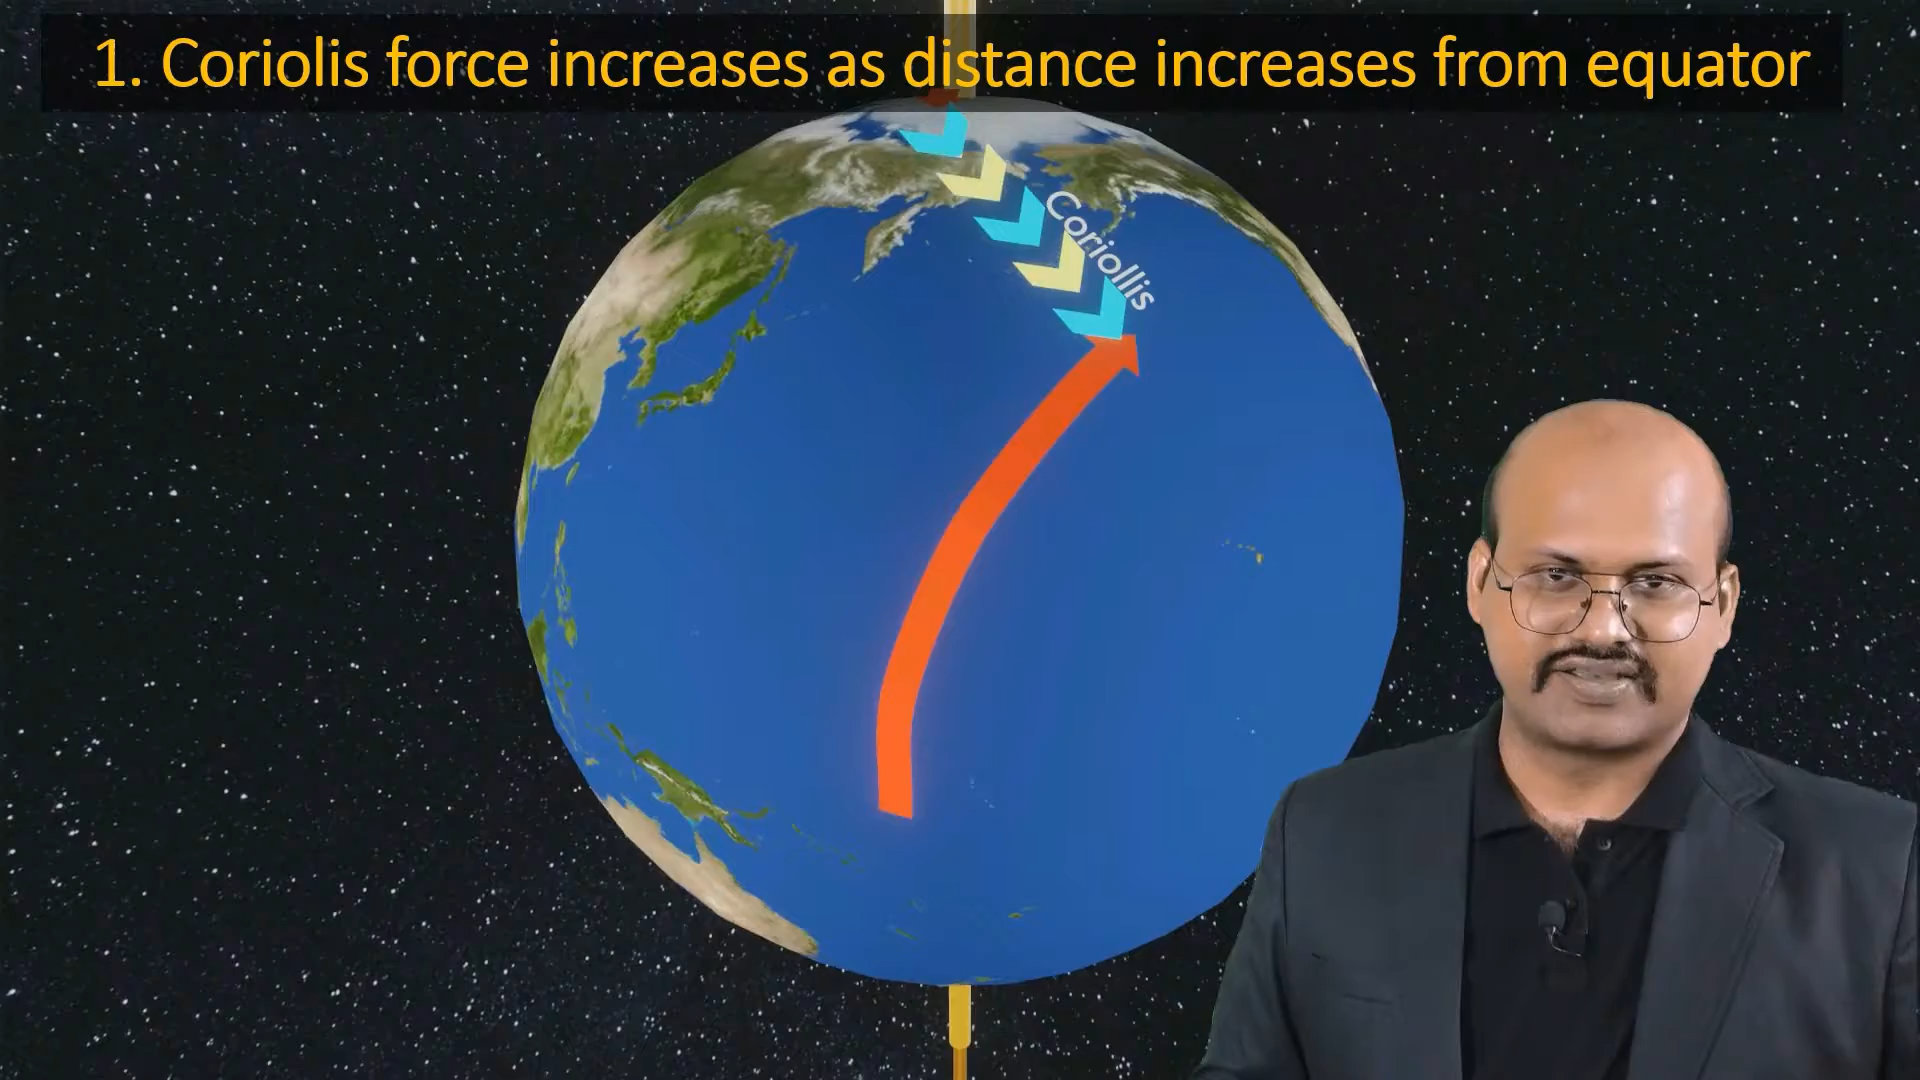 1. Coriolis force increases as distance increases from equator
Coriollis